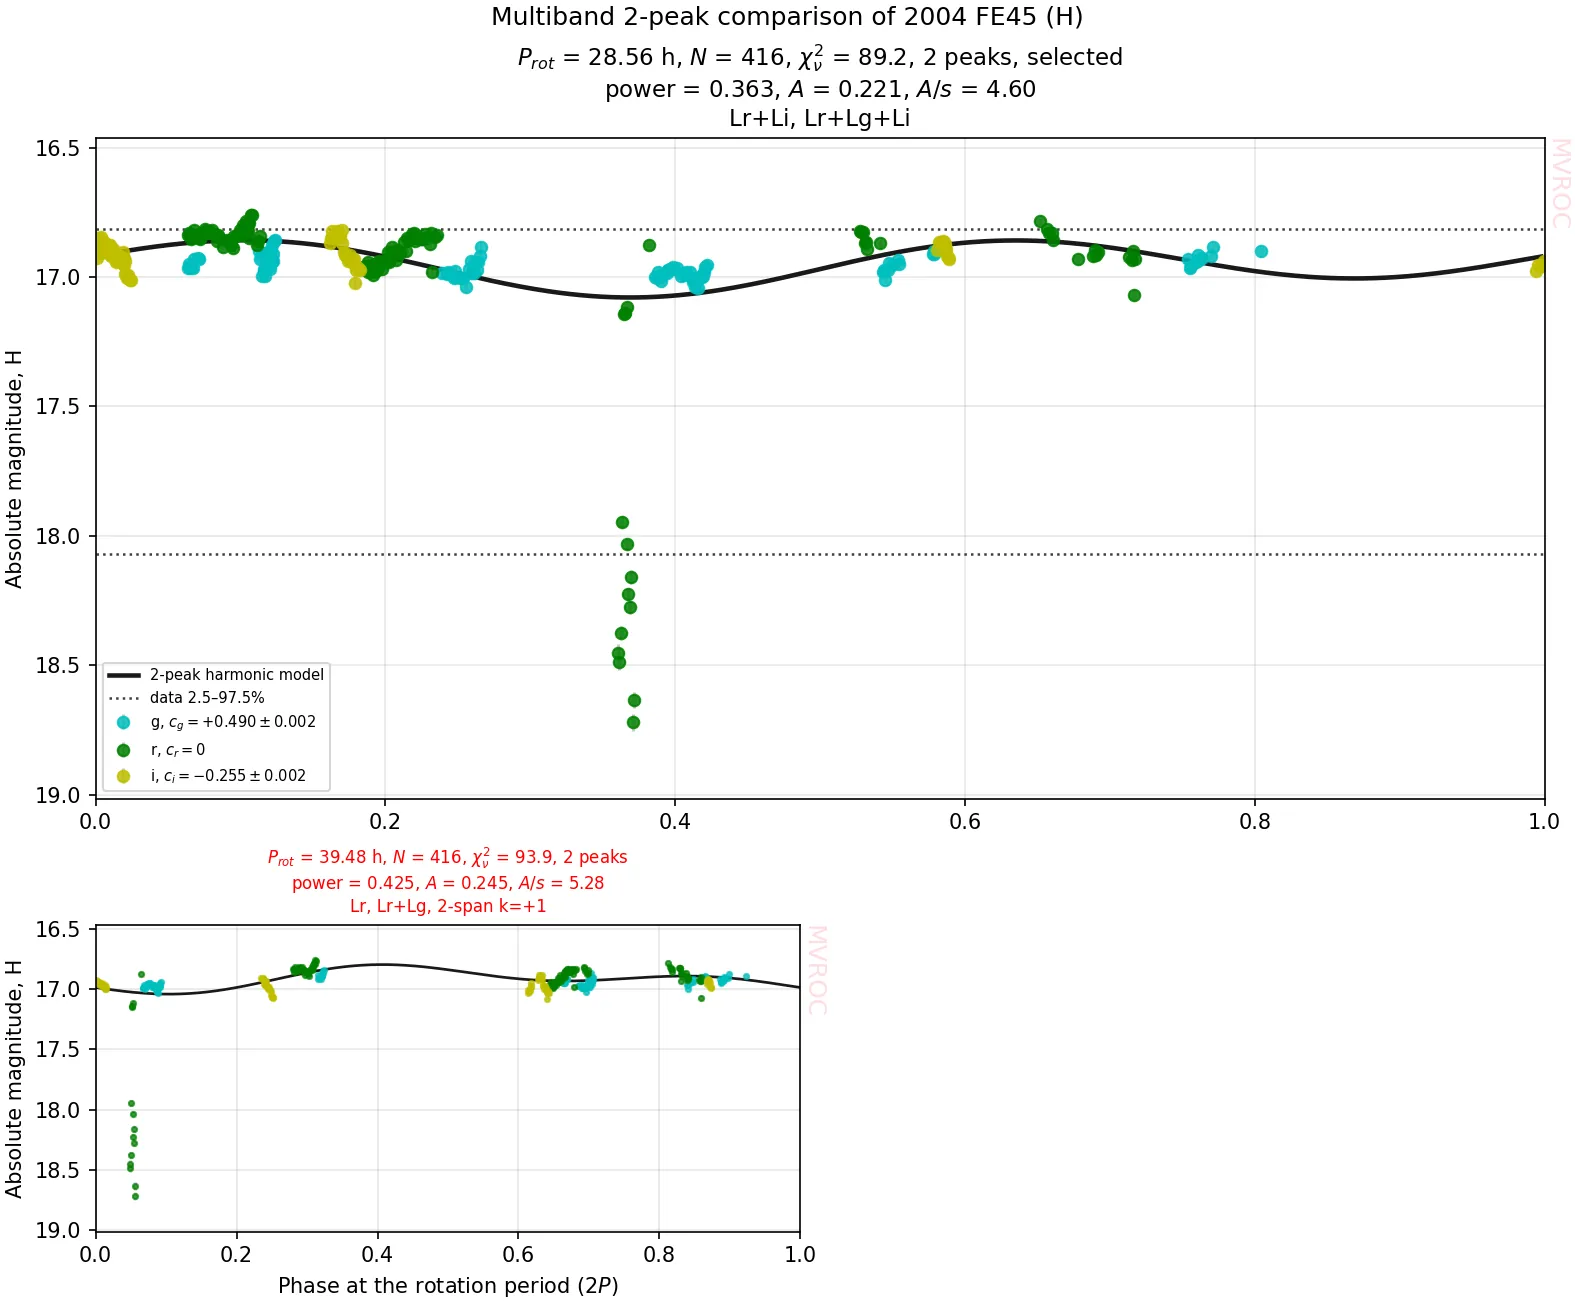 Multiband 2-peak comparison of 2004 FE45 (H)
P_rot = 28.56 h, N = 416, χ²_ν = 89.2, 2 peaks, selected
power = 0.363, A = 0.221, A/s = 4.60
Lr+Li, Lr+Lg+Li
MVROC
Absolute magnitude, H
16.5
17.0
17.5
18.0
18.5
19.0
2-peak harmonic model
data 2.5–97.5%
g, c_g = +0.490 ± 0.002
r, c_r = 0
i, c_i = −0.255 ± 0.002
0.0 0.2 0.4 0.6 0.8 1.0
P_rot = 39.48 h, N = 416, χ²_ν = 93.9, 2 peaks
power = 0.425, A = 0.245, A/s = 5.28
Lr, Lr+Lg, 2-span k=+1
MVROC
Absolute magnitude, H
16.5
17.0
17.5
18.0
18.5
19.0
0.0 0.2 0.4 0.6 0.8 1.0
Phase at the rotation period (2P)